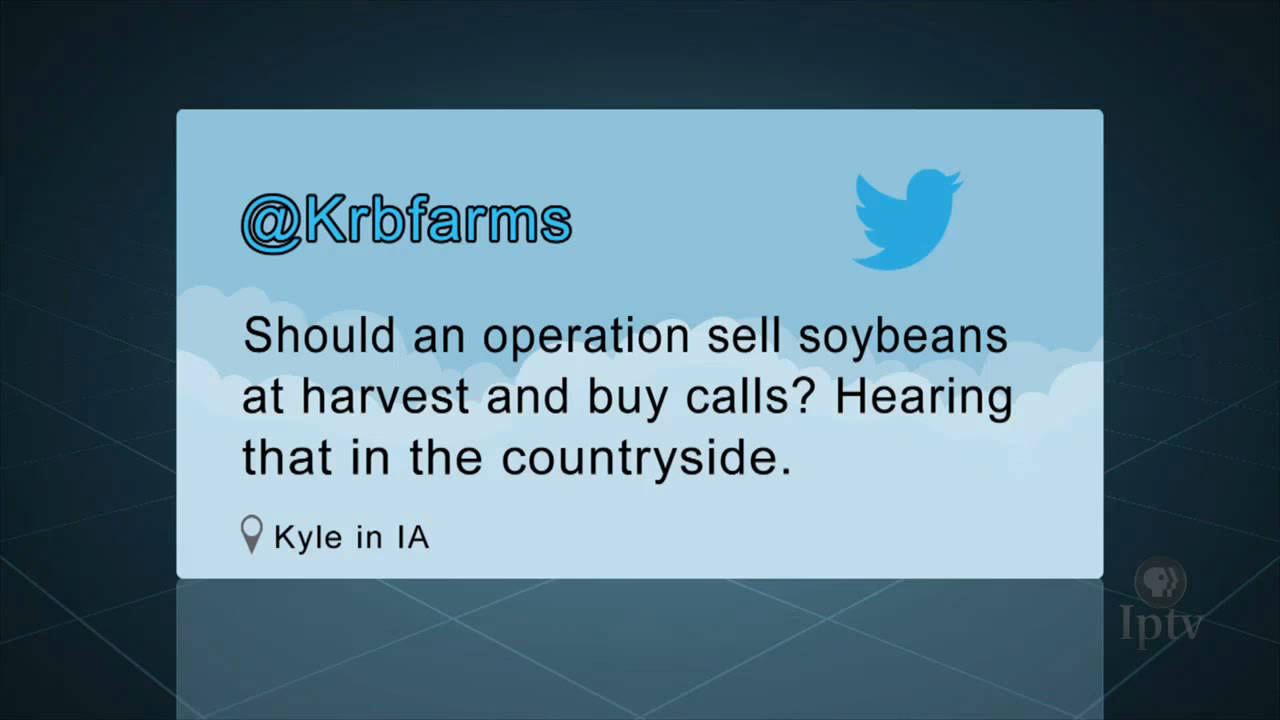 @Krbfarms
Should an operation sell soybeans
at harvest and buy calls? Hearing
that in the countryside.
Kyle in IA
Iptv